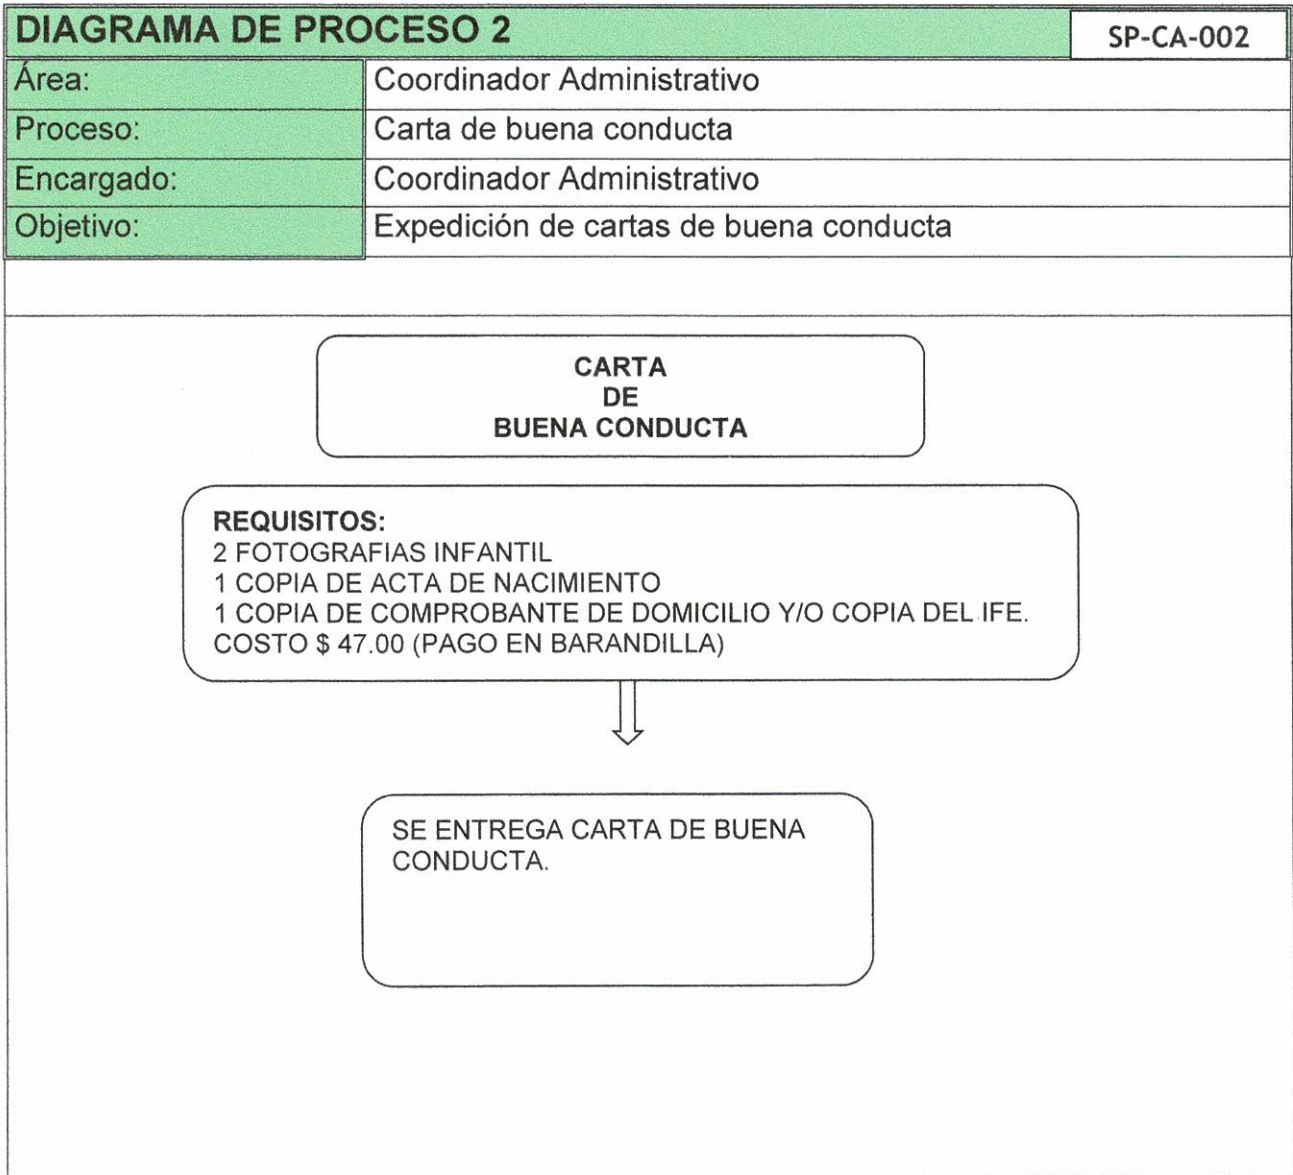 DIAGRAMA DE PROCESO 2
SP-CA-002
Área: Coordinador Administrativo
Proceso: Carta de buena conducta
Encargado: Coordinador Administrativo
Objetivo: Expedición de cartas de buena conducta
CARTA
DE
BUENA CONDUCTA
REQUISITOS:
2 FOTOGRAFIAS INFANTIL
1 COPIA DE ACTA DE NACIMIENTO
1 COPIA DE COMPROBANTE DE DOMICILIO Y/O COPIA DEL IFE.
COSTO $ 47.00 (PAGO EN BARANDILLA)
SE ENTREGA CARTA DE BUENA
CONDUCTA.